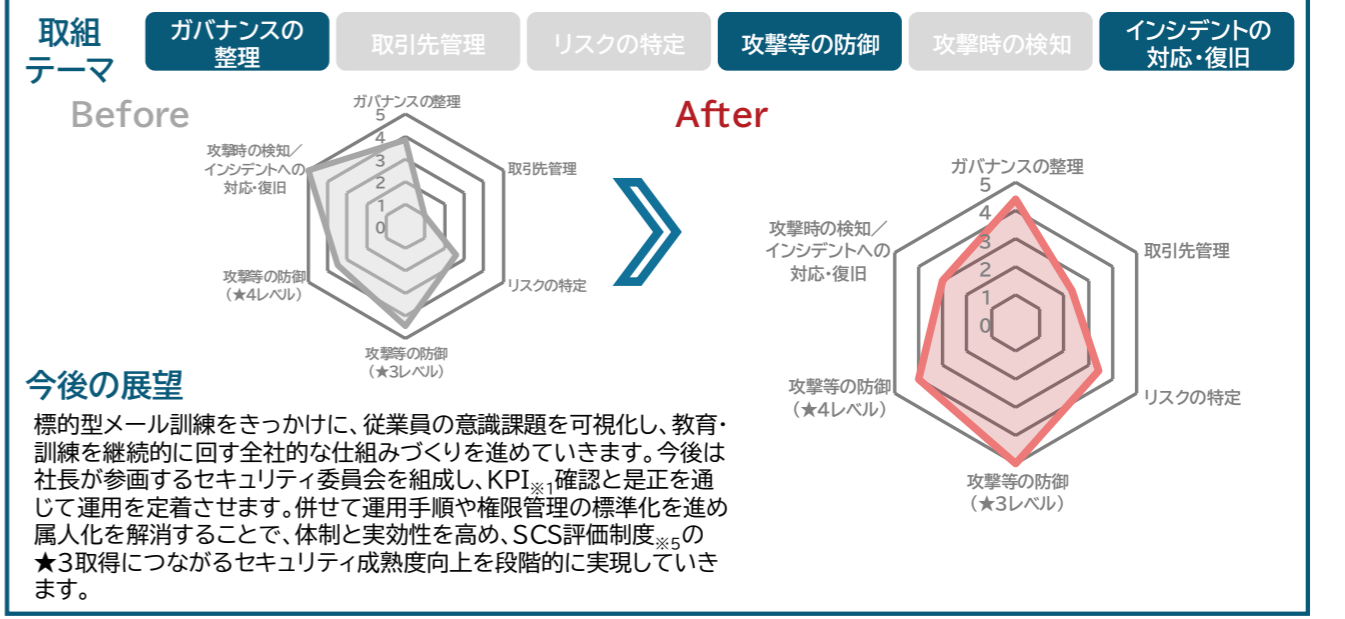 取組
テーマ
ガバナンスの
整理
取引先管理
リスクの特定
攻撃等の防御
攻撃時の検知
インシデントの
対応・復旧
Before
ガバナンスの整理
5
4
3
2
1
0
取引先管理
リスクの特定
攻撃等の防御
(★3レベル)
攻撃等の防御
(★4レベル)
攻撃時の検知/
インシデントへの
対応・復旧
After
ガバナンスの整理
5
4
3
2
1
0
取引先管理
リスクの特定
攻撃等の防御
(★3レベル)
攻撃等の防御
(★4レベル)
攻撃時の検知/
インシデントへの
対応・復旧
今後の展望
標的型メール訓練をきっかけに、従業員の意識課題を可視化し、教育・
訓練を継続的に回す全社的な仕組みづくりを進めていきます。今後は
社長が参画するセキュリティ委員会を組成し、KPI※1確認と是正を通
じて運用を定着させます。併せて運用手順や権限管理の標準化を進め
属人化を解消することで、体制と実効性を高め、SCS評価制度※5の
★3取得につながるセキュリティ成熟度向上を段階的に実現していき
ます。